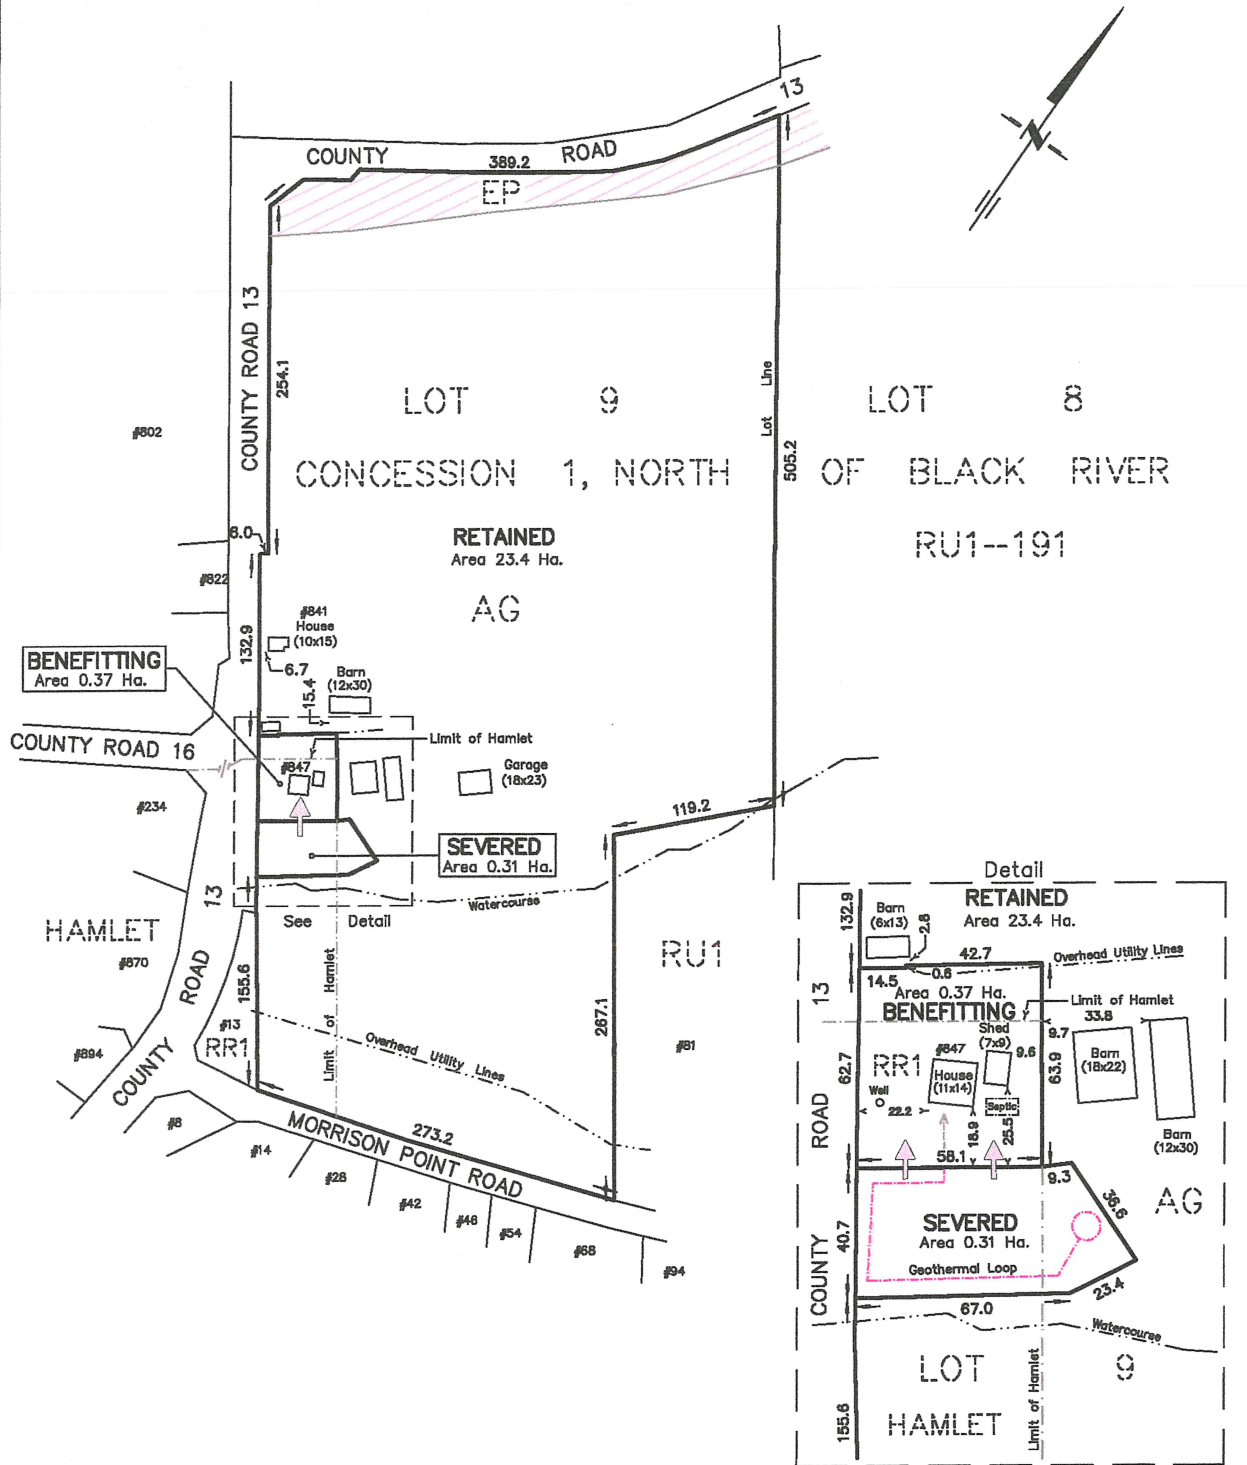 13
N
COUNTY ROAD
389.2
EP
COUNTY ROAD 13
254.1
Lot Line
505.2
LOT 9
LOT 8
#802
CONCESSION 1, NORTH OF BLACK RIVER
RETAINED
Area 23.4 Ha.
RU1--191
6.0
#822
AG
132.9
#841
House
(10x15)
6.7
BENEFITTING
Area 0.37 Ha.
Barn
(12x30)
15.4
COUNTY ROAD 16
Limit of Hamlet
#847
Garage
(18x23)
#234
119.2
SEVERED
Area 0.31 Ha.
13
Watercourse
See Detail
HAMLET
#870
ROAD
COUNTY
155.6
Limit of Hamlet
RU1
267.1
#13
RR1
Overhead Utility Lines
#81
#894
#8
MORRISON POINT ROAD
273.2
#14
#28
#42
#46
#54
#68
#94
Detail
RETAINED
Area 23.4 Ha.
132.9
Barn
(6x13)
2.8
42.7
Overhead Utility Lines
14.5
0.6
13
Area 0.37 Ha.
BENEFITTING
Limit of Hamlet
33.8
Shed
(7x9)
9.7
9.6
RR1
#847
House
(11x14)
Barn
(18x22)
62.7
63.9
Well
22.2
Septic
18.9
25.5
Barn
(12x30)
ROAD
58.1
9.3
36.6
AG
SEVERED
Area 0.31 Ha.
40.7
Geothermal Loop
COUNTY
67.0
23.4
Watercourse
LOT 9
Limit of Hamlet
HAMLET
155.6